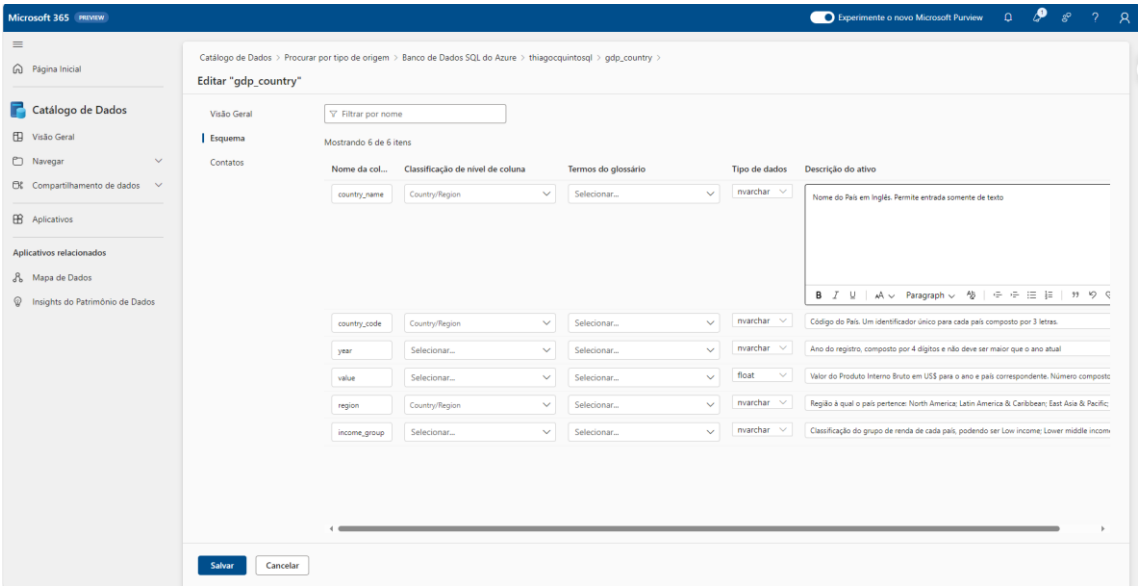 Microsoft 365 PREVIEW Experimente o novo Microsoft Purview 1 ?
Catálogo de Dados > Procurar por tipo de origem > Banco de Dados SQL do Azure > thiagocquintosql > gdp_country >
Página Inicial
Editar "gdp_country"
Catálogo de Dados
Visão Geral
Navegar
Compartilhamento de dados
Aplicativos
Aplicativos relacionados
Mapa de Dados
Insights do Patrimônio de Dados
Visão Geral
Esquema
Contatos
Filtrar por nome
Mostrando 6 de 6 itens
Nome da col... Classificação de nível de coluna Termos do glossário Tipo de dados Descrição do ativo
country_name Country/Region Selecionar... nvarchar Nome do País em Inglês. Permite entrada somente de texto
B I U AA Paragraph Ab
country_code Country/Region Selecionar... nvarchar Código do País. Um identificador único para cada país composto por 3 letras.
year Selecionar... Selecionar... nvarchar Ano do registro, composto por 4 dígitos e não deve ser maior que o ano atual
value Selecionar... Selecionar... float Valor do Produto Interno Bruto em US$ para o ano e país correspondente. Número composto
region Country/Region Selecionar... nvarchar Região à qual o país pertence: North America; Latin America & Caribbean; East Asia & Pacific;
income_group Selecionar... Selecionar... nvarchar Classificação do grupo de renda de cada país, podendo ser Low income; Lower middle incom
Salvar Cancelar